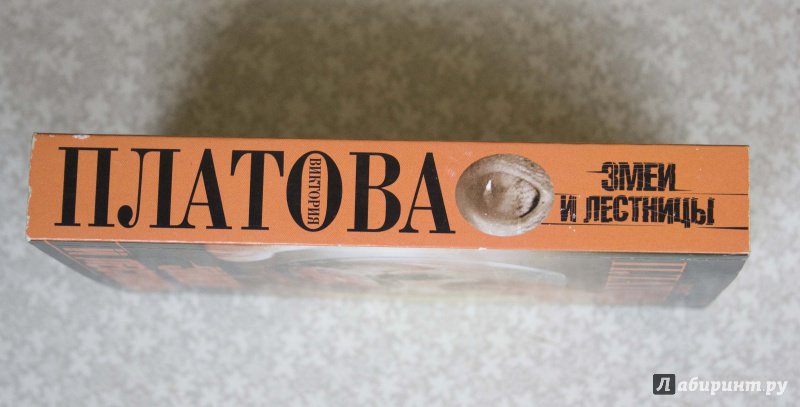 ПЛАТОВА
ВИКТОРИЯ
ЗМЕИ
И ЛЕСТНИЦЫ
Лабиринт.ру